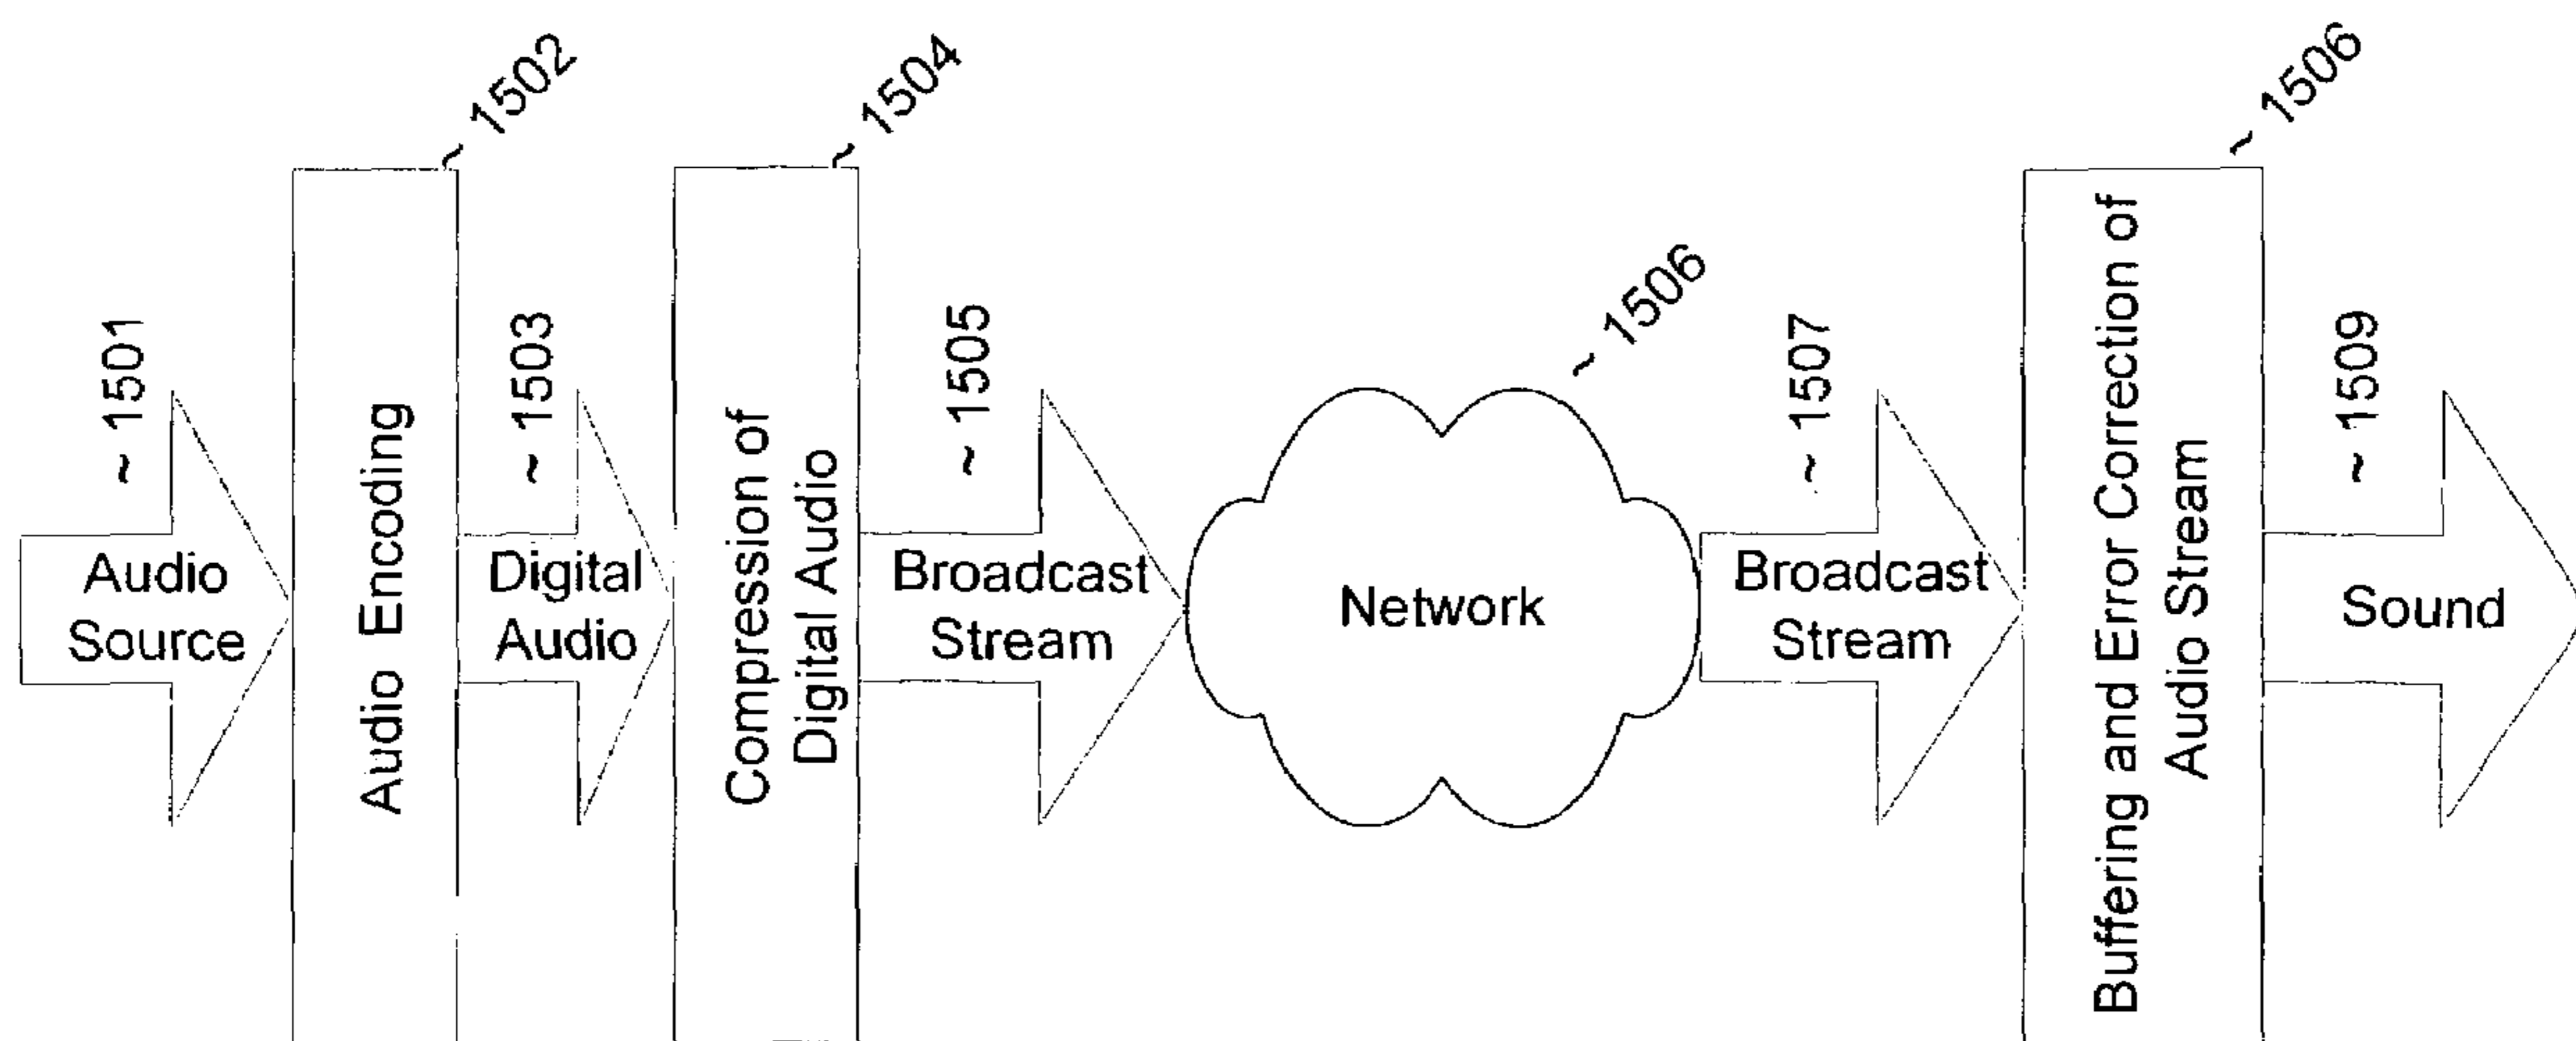 ~ 1501
Audio
Source
~ 1502
Audio Encoding
~ 1503
Digital
Audio
~ 1504
Compression of
Digital Audio
~ 1505
Broadcast
Stream
~ 1506
Network
~ 1507
Broadcast
Stream
~ 1506
Buffering and Error Correction of
Audio Stream
~ 1509
Sound